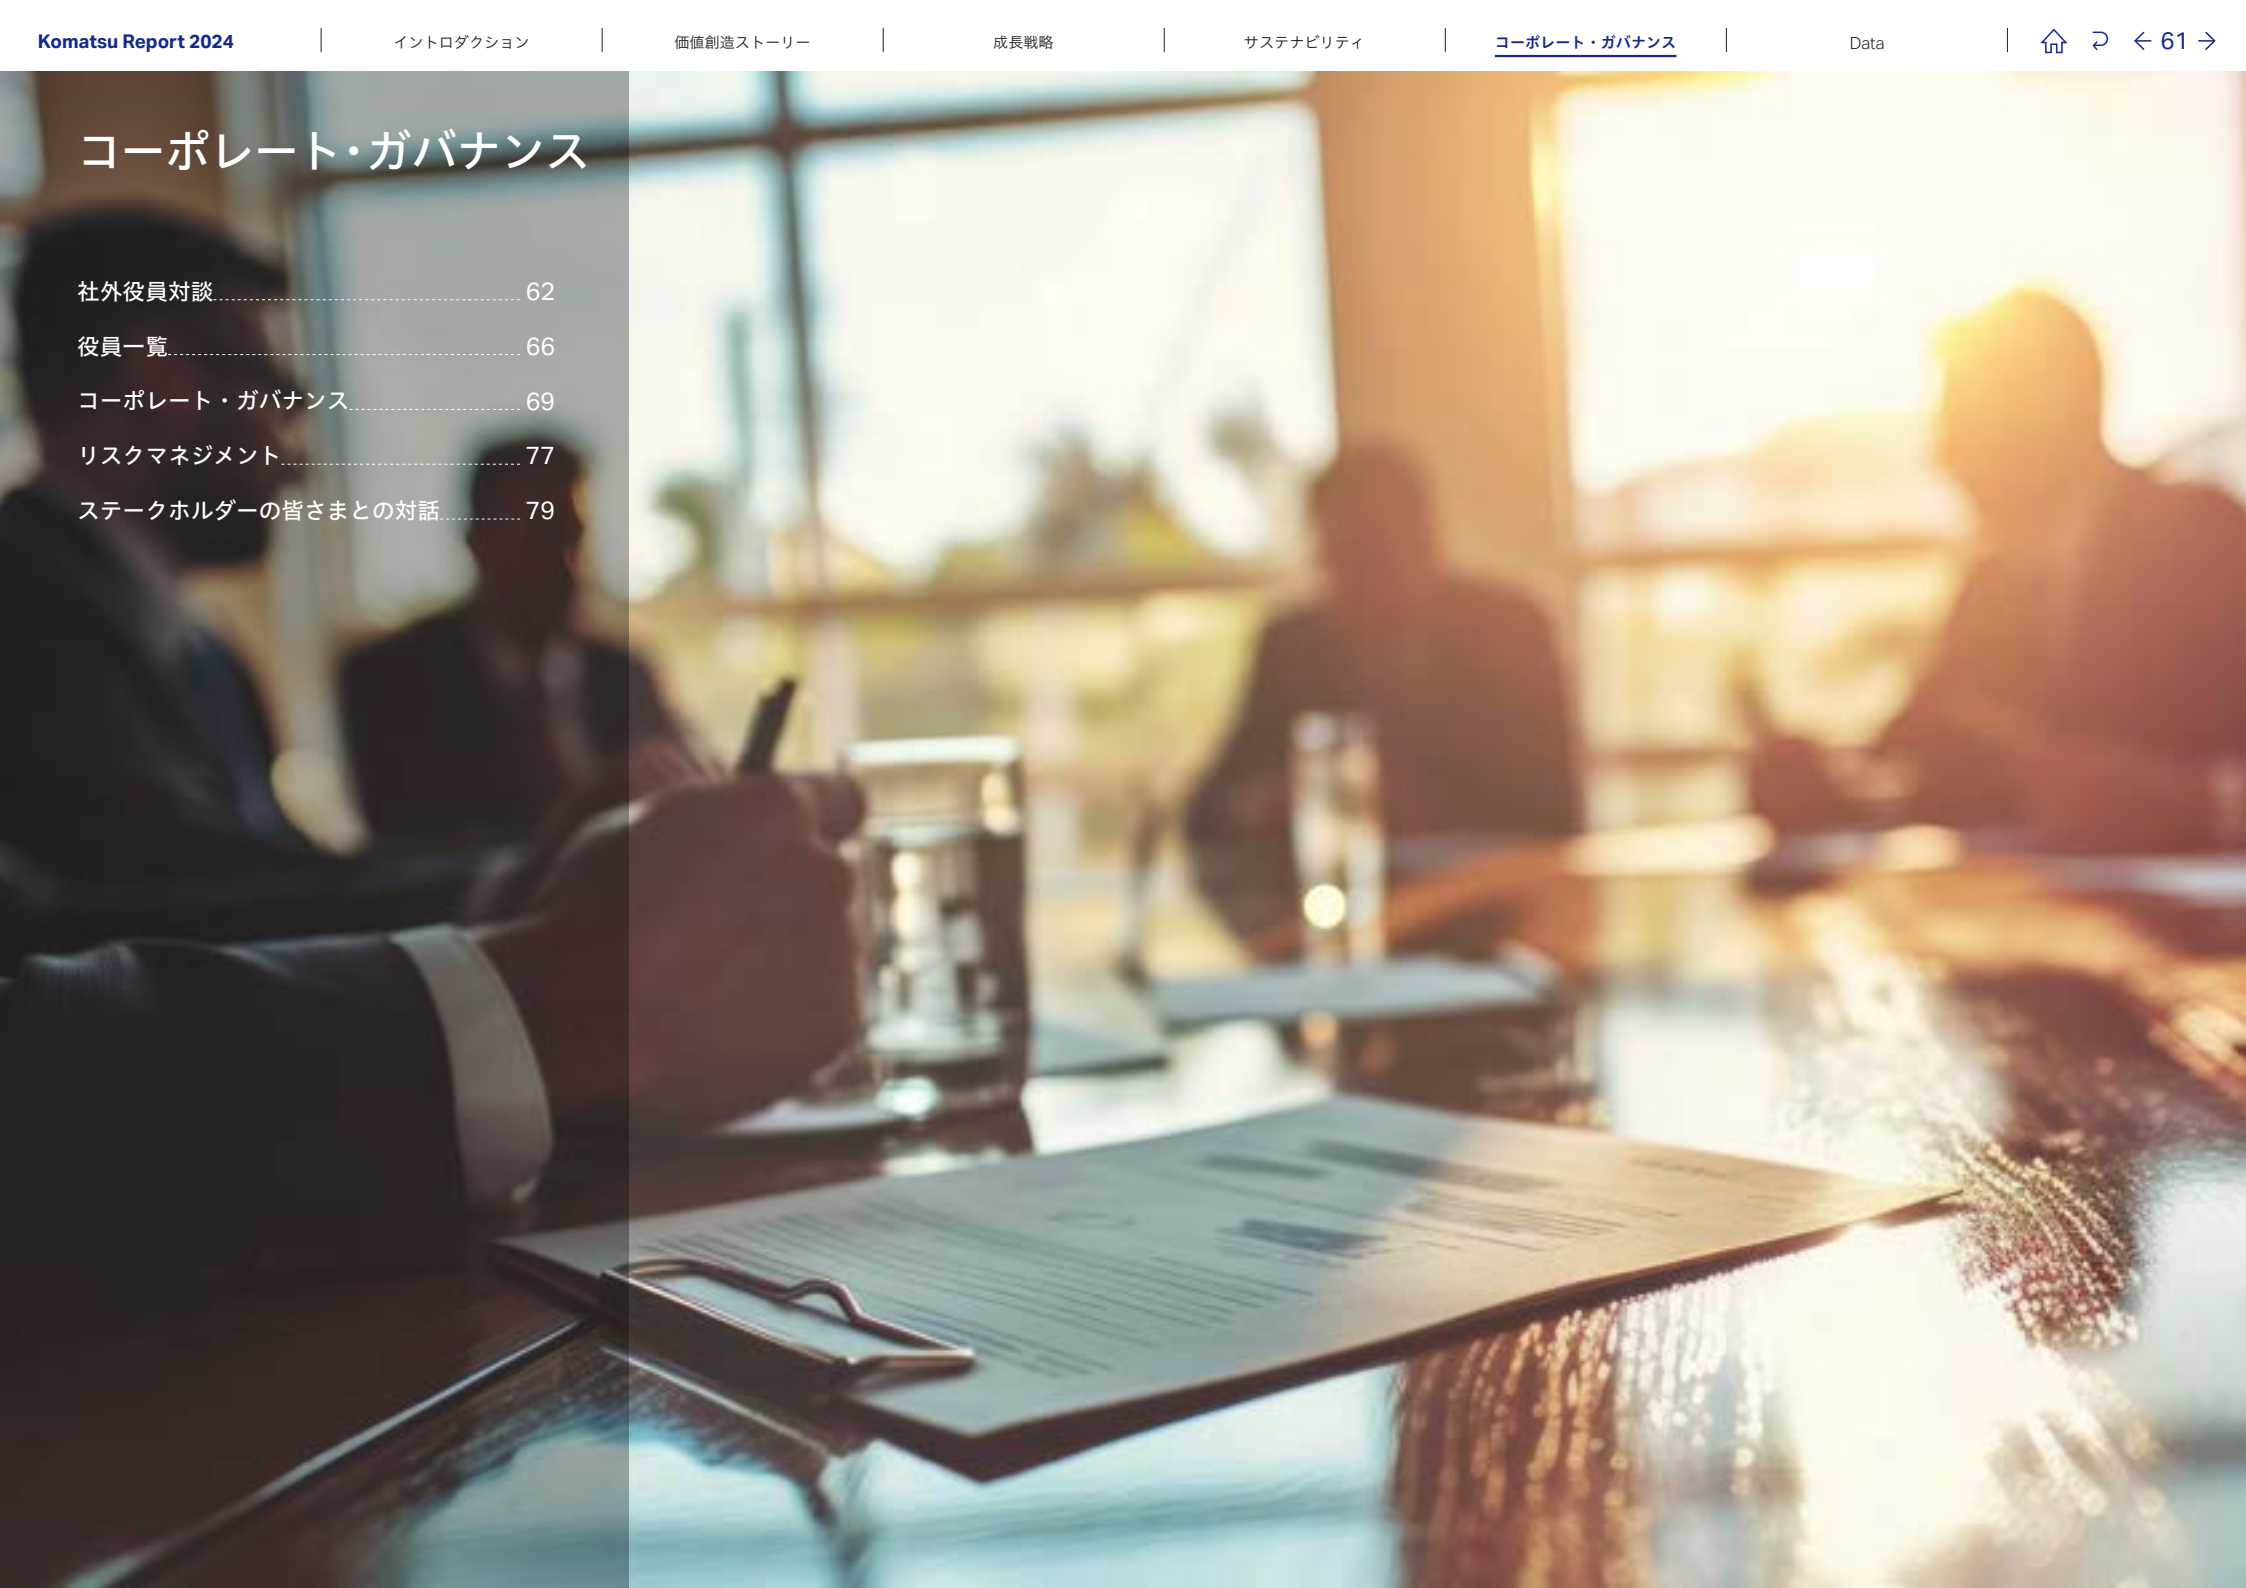 Komatsu Report 2024
イントロダクション
価値創造ストーリー
成長戦略
サステナビリティ
コーポレート・ガバナンス
Data
61
コーポレート・ガバナンス
社外役員対談 62
役員一覧 66
コーポレート・ガバナンス 69
リスクマネジメント 77
ステークホルダーの皆さまとの対話 79